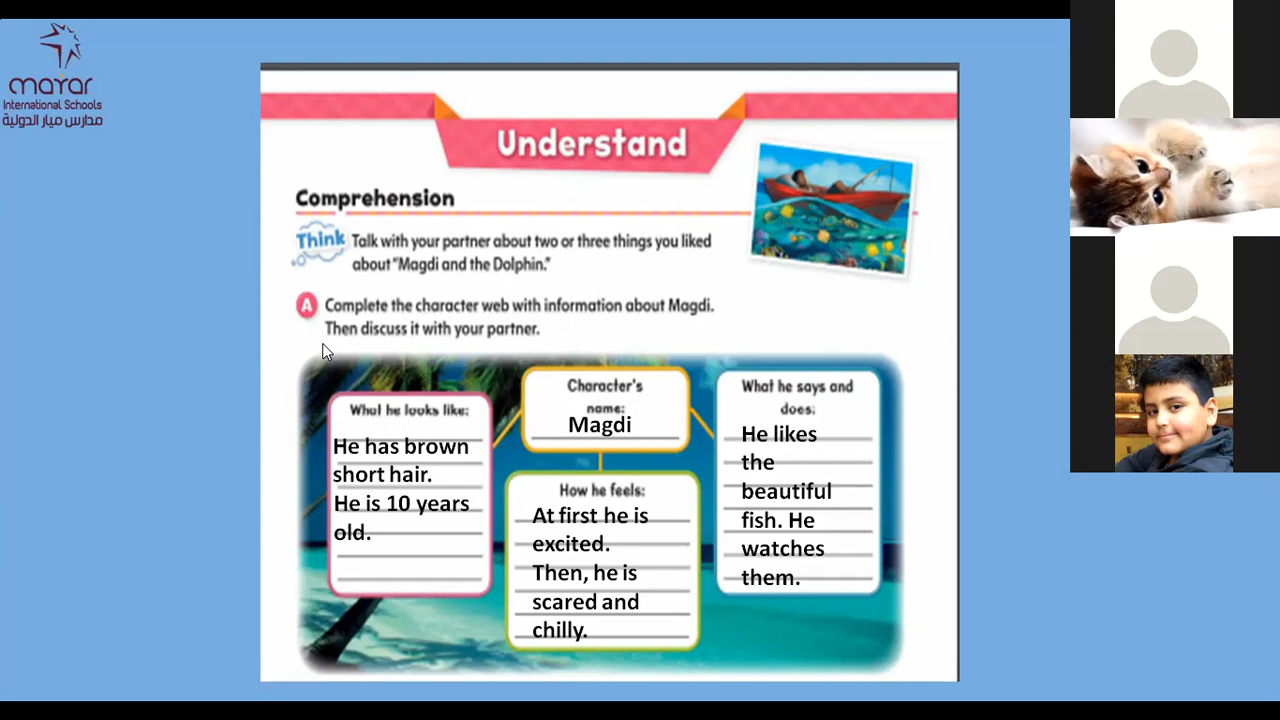 mayar
International Schools
مدارس ميار الدولية
Understand
Comprehension
Think
Talk with your partner about two or three things you liked
about "Magdi and the Dolphin."
A
Complete the character web with information about Magdi.
Then discuss it with your partner.
What he looks like:
He has brown
short hair.
He is 10 years
old.
Character's
name:
Magdi
How he feels:
At first he is
excited.
Then, he is
scared and
chilly.
What he says and
does:
He likes
the
beautiful
fish. He
watches
them.